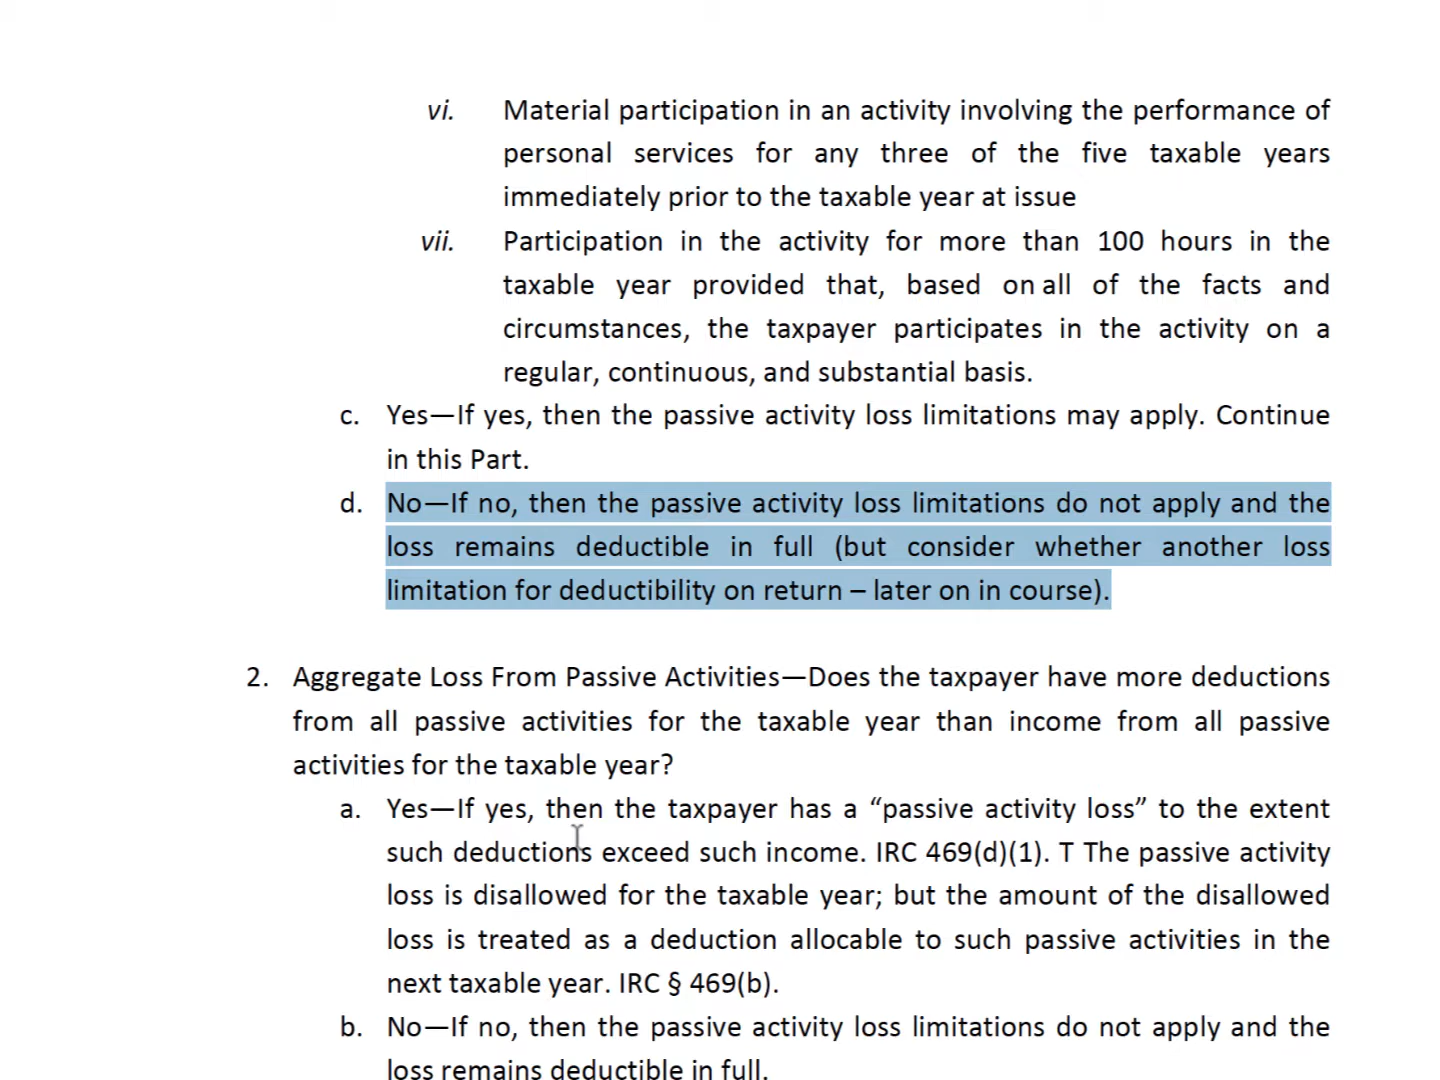 vi. Material participation in an activity involving the performance of
personal services for any three of the five taxable years
immediately prior to the taxable year at issue
vii. Participation in the activity for more than 100 hours in the
taxable year provided that, based on all of the facts and
circumstances, the taxpayer participates in the activity on a
regular, continuous, and substantial basis.
c. Yes—If yes, then the passive activity loss limitations may apply. Continue
in this Part.
d. No—If no, then the passive activity loss limitations do not apply and the
loss remains deductible in full (but consider whether another loss
limitation for deductibility on return – later on in course).
2. Aggregate Loss From Passive Activities—Does the taxpayer have more deductions
from all passive activities for the taxable year than income from all passive
activities for the taxable year?
a. Yes—If yes, then the taxpayer has a “passive activity loss” to the extent
such deductions exceed such income. IRC 469(d)(1). T The passive activity
loss is disallowed for the taxable year; but the amount of the disallowed
loss is treated as a deduction allocable to such passive activities in the
next taxable year. IRC § 469(b).
b. No—If no, then the passive activity loss limitations do not apply and the
loss remains deductible in full.